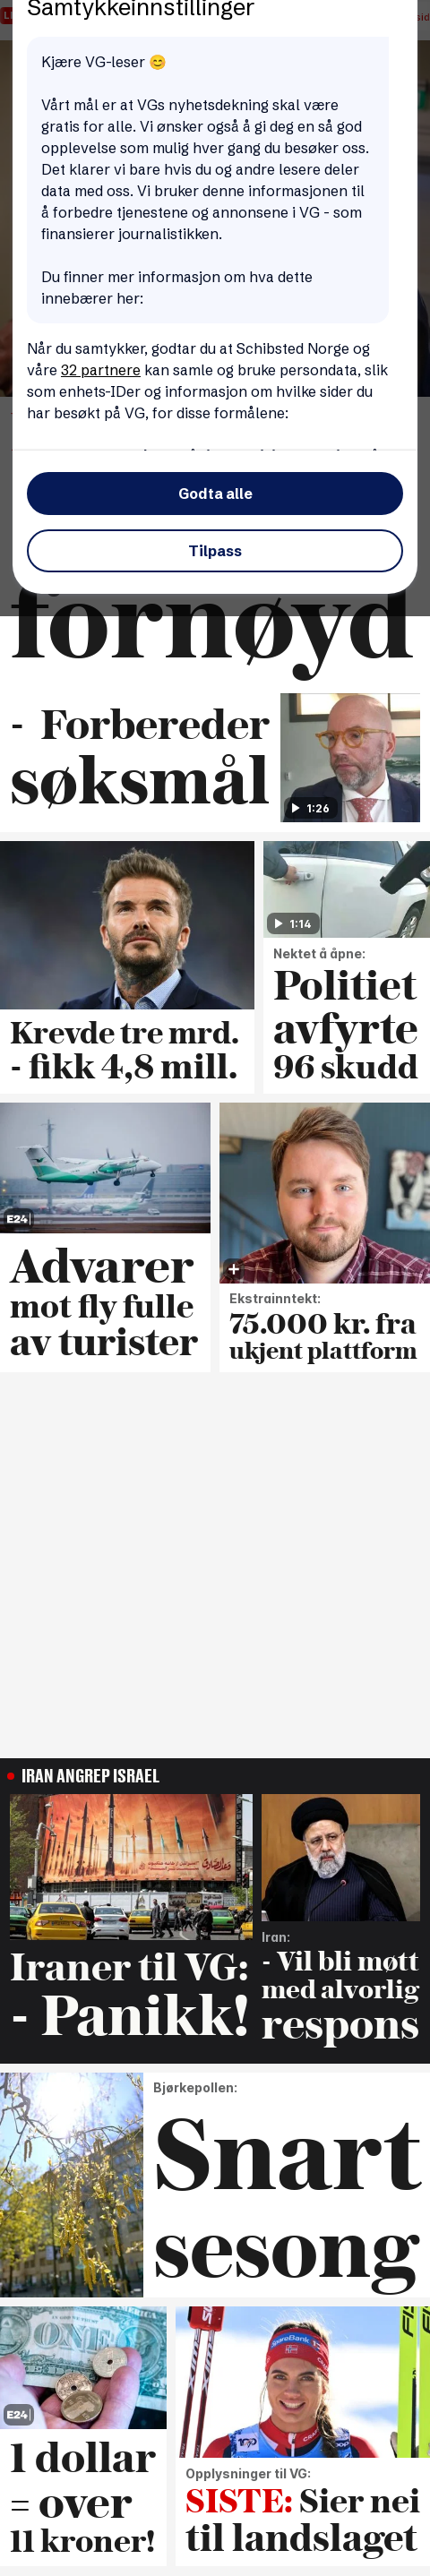 Samtykkeinnstillinger
Kjære VG-leser 😊
Vårt mål er at VGs nyhetsdekning skal være
gratis for alle. Vi ønsker også å gi deg en så god
opplevelse som mulig hver gang du besøker oss.
Det klarer vi bare hvis du og andre lesere deler
data med oss. Vi bruker denne informasjonen til
å forbedre tjenestene og annonsene i VG - som
finansierer journalistikken.
Du finner mer informasjon om hva dette
innebærer her:
Når du samtykker, godtar du at Schibsted Norge og
våre 32 partnere kan samle og bruke persondata, slik
som enhets-IDer og informasjon om hvilke sider du
har besøkt på VG, for disse formålene:
Godta alle
Tilpass
fornøyd
- Forbereder
søksmål
1:26
Krevde tre mrd.
- fikk 4,8 mill.
1:14
Nektet å åpne:
Politiet
avfyrte
96 skudd
E24
Advarer
mot fly fulle
av turister
Ekstrainntekt:
75.000 kr. fra
ukjent plattform
IRAN ANGREP ISRAEL
Iraner til VG:
- Panikk!
Iran:
- Vil bli møtt
med alvorlig
respons
Bjørkepollen:
Snart
sesong
E24
1 dollar
= over
11 kroner!
Opplysninger til VG:
SISTE: Sier nei
til landslaget